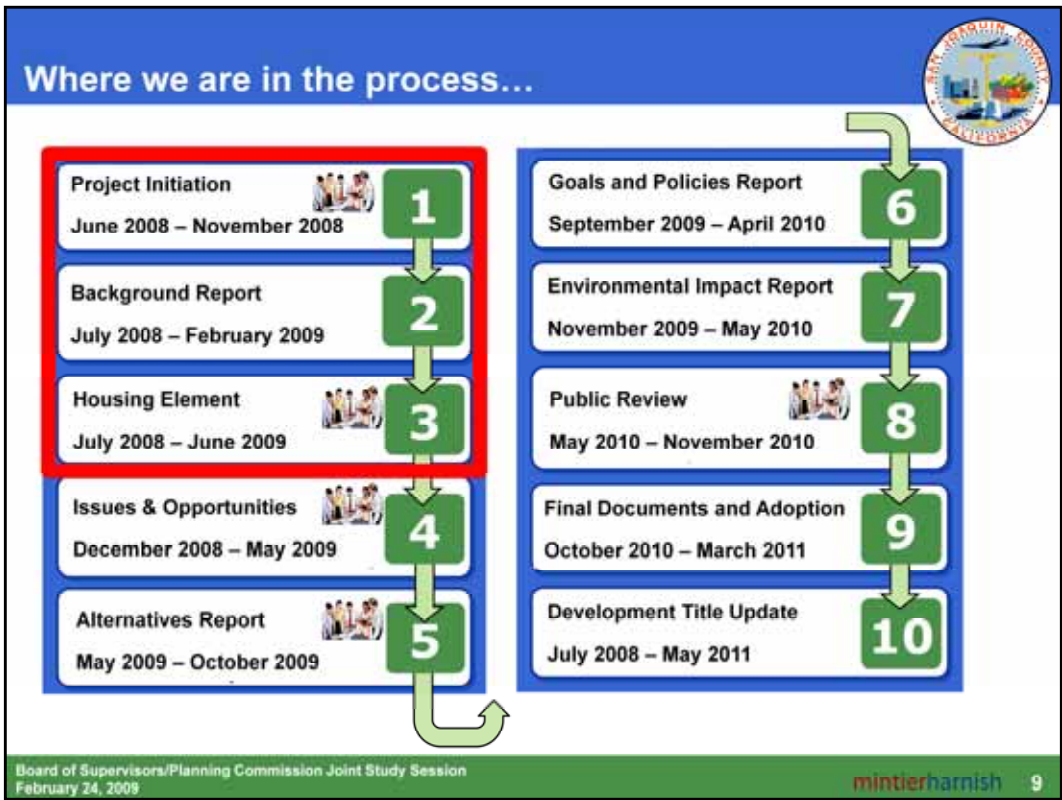 Where we are in the process…
SAN JOAQUIN COUNTY
CALIFORNIA
Project Initiation
June 2008 – November 2008
1
Background Report
July 2008 – February 2009
2
Housing Element
July 2008 – June 2009
3
Issues & Opportunities
December 2008 – May 2009
4
Alternatives Report
May 2009 – October 2009
5
Goals and Policies Report
September 2009 – April 2010
6
Environmental Impact Report
November 2009 – May 2010
7
Public Review
May 2010 – November 2010
8
Final Documents and Adoption
October 2010 – March 2011
9
Development Title Update
July 2008 – May 2011
10
Board of Supervisors/Planning Commission Joint Study Session
February 24, 2009
mintierharnish 9